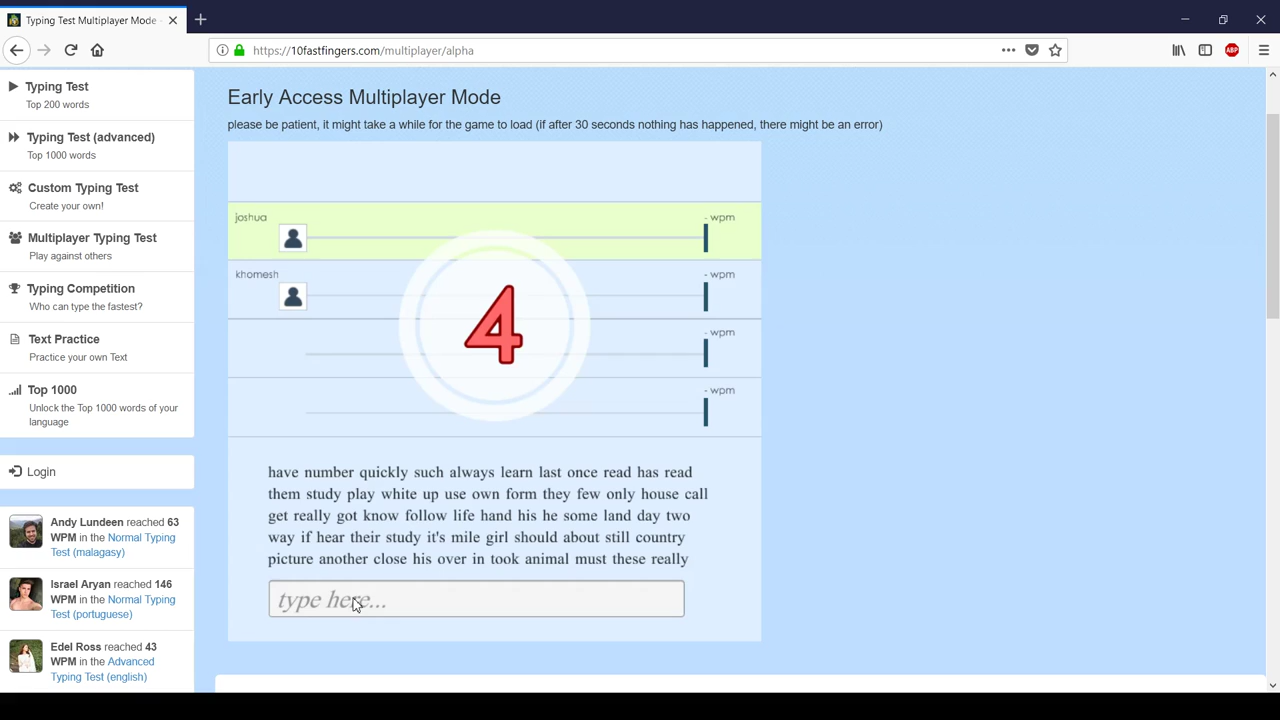 Typing Test Multiplayer Mode -
https://10fastfingers.com/multiplayer/alpha
ABP
Typing Test
Top 200 words
Typing Test (advanced)
Top 1000 words
Custom Typing Test
Create your own!
Multiplayer Typing Test
Play against others
Typing Competition
Who can type the fastest?
Text Practice
Practice your own Text
Top 1000
Unlock the Top 1000 words of your
language
Login
Andy Lundeen reached 63
WPM in the Normal Typing
Test (malagasy)
Israel Aryan reached 146
WPM in the Normal Typing
Test (portuguese)
Edel Ross reached 43
WPM in the Advanced
Typing Test (english)
Early Access Multiplayer Mode
please be patient, it might take a while for the game to load (if after 30 seconds nothing has happened, there might be an error)
joshua - wpm
khomesh - wpm
- wpm
- wpm
4
have number quickly such always learn last once read has read
them study play white up use own form they few only house call
get really got know follow life hand his he some land day two
way if hear their study it's mile girl should about still country
picture another close his over in took animal must these really
type here...